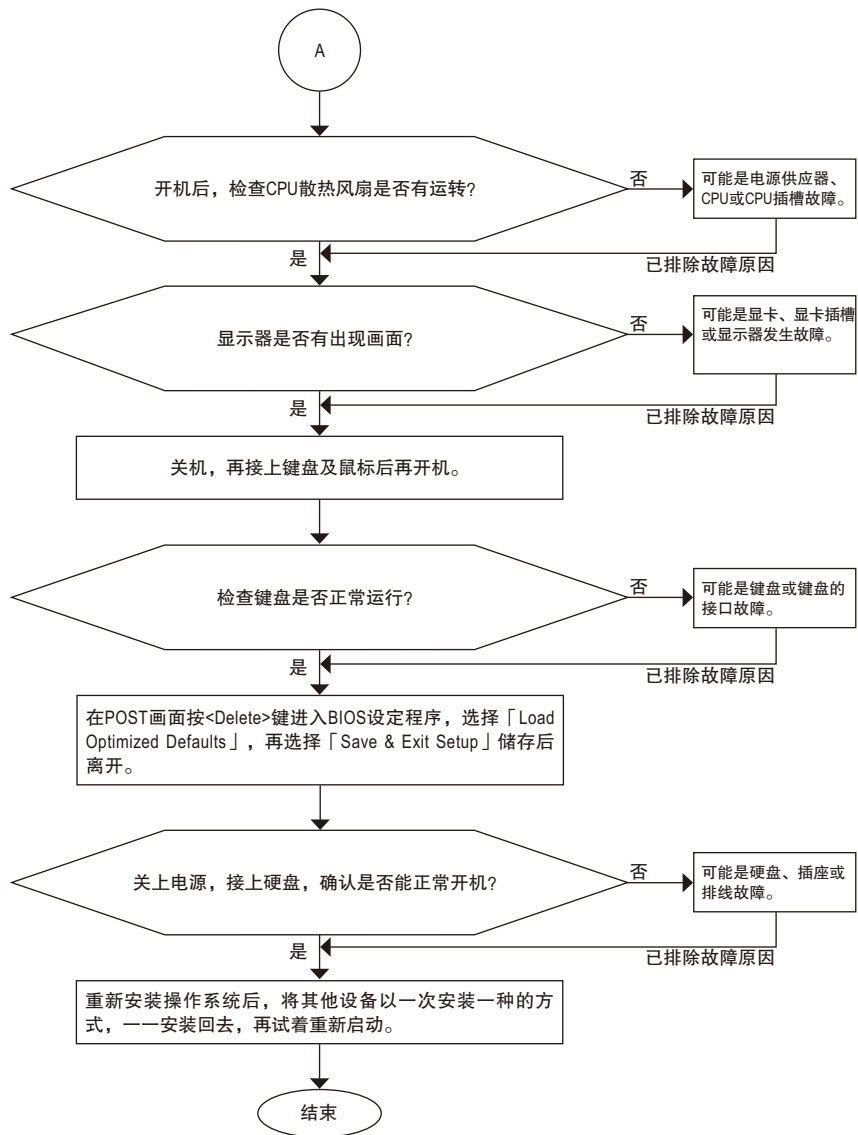 A
开机后，检查CPU散热风扇是否有运转?
否
可能是电源供应器、
CPU或CPU插槽故障。
是
已排除故障原因
显示器是否有出现画面?
否
可能是显卡、显卡插槽
或显示器发生故障。
是
已排除故障原因
关机，再接上键盘及鼠标后再开机。
检查键盘是否正常运行?
否
可能是键盘或键盘的
接口故障。
是
已排除故障原因
在POST画面按<Delete>键进入BIOS设定程序，选择「Load
Optimized Defaults」，再选择「Save & Exit Setup」储存后
离开。
关上电源，接上硬盘，确认是否能正常开机?
否
可能是硬盘、插座或
排线故障。
是
已排除故障原因
重新安装操作系统后，将其他设备以一次安装一种的方
式，一一安装回去，再试着重新启动。
结束